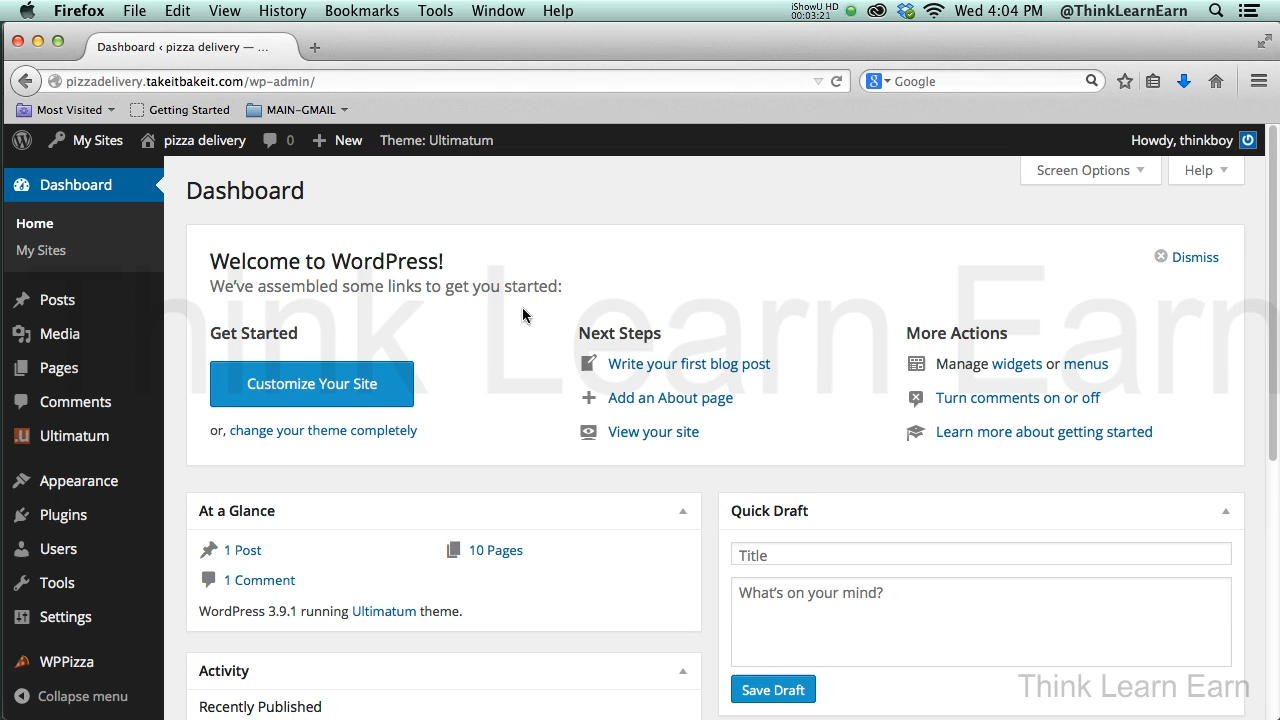 Firefox File Edit View History Bookmarks Tools Window Help iShowU HD 00:03:21 Wed 4:04 PM @ThinkLearnEarn
Dashboard ‹ pizza delivery — ...
pizzadelivery.takeitbakeit.com/wp-admin/ Google
Most Visited Getting Started MAIN-GMAIL
My Sites pizza delivery 0 New Theme: Ultimatum Howdy, thinkboy
Screen Options Help
Dashboard
Home
My Sites
Posts
Media
Pages
Comments
Ultimatum
Appearance
Plugins
Users
Tools
Settings
WPPizza
Collapse menu
Dashboard
Welcome to WordPress!
Dismiss
We've assembled some links to get you started:
Get Started
Customize Your Site
or, change your theme completely
Next Steps
Write your first blog post
Add an About page
View your site
More Actions
Manage widgets or menus
Turn comments on or off
Learn more about getting started
At a Glance
1 Post 10 Pages
1 Comment
WordPress 3.9.1 running Ultimatum theme.
Activity
Recently Published
Quick Draft
Title
What's on your mind?
Save Draft
Think Learn Earn
Think Learn Earn